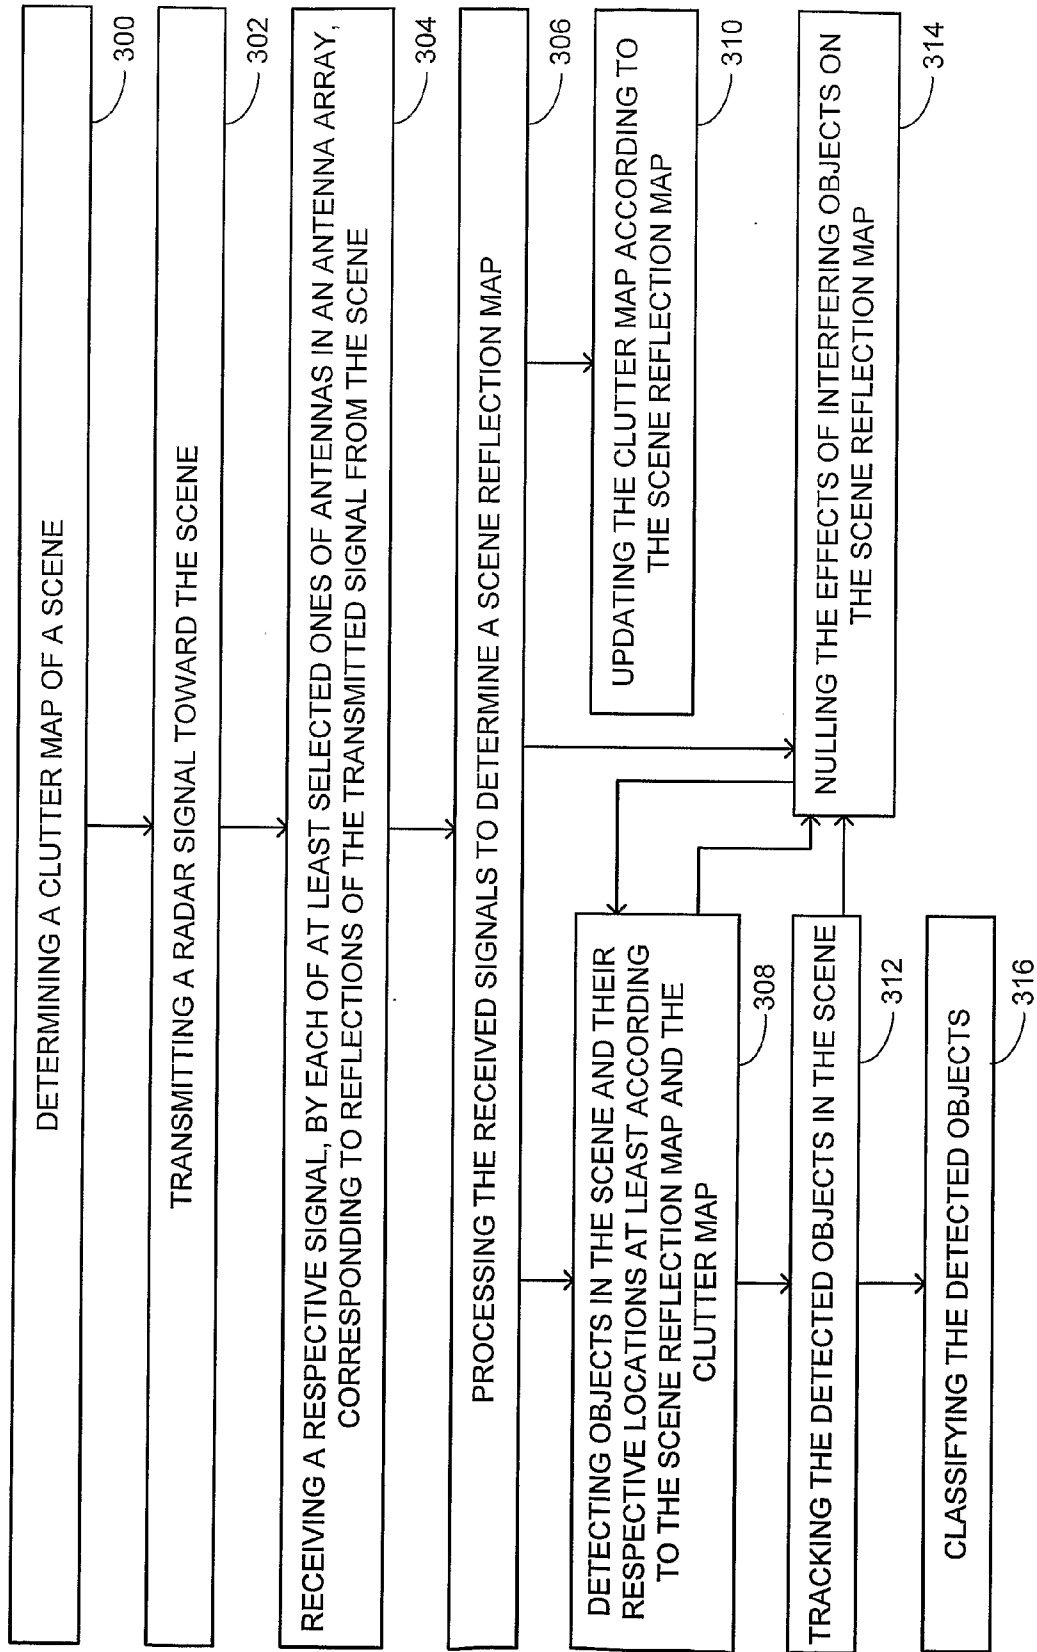 DETERMINING A CLUTTER MAP OF A SCENE
300
TRANSMITTING A RADAR SIGNAL TOWARD THE SCENE
302
RECEIVING A RESPECTIVE SIGNAL, BY EACH OF AT LEAST SELECTED ONES OF ANTENNAS IN AN ANTENNA ARRAY,
CORRESPONDING TO REFLECTIONS OF THE TRANSMITTED SIGNAL FROM THE SCENE
304
PROCESSING THE RECEIVED SIGNALS TO DETERMINE A SCENE REFLECTION MAP
306
DETECTING OBJECTS IN THE SCENE AND THEIR
RESPECTIVE LOCATIONS AT LEAST ACCORDING
TO THE SCENE REFLECTION MAP AND THE
CLUTTER MAP
308
UPDATING THE CLUTTER MAP ACCORDING TO
THE SCENE REFLECTION MAP
310
TRACKING THE DETECTED OBJECTS IN THE SCENE
312
NULLING THE EFFECTS OF INTERFERING OBJECTS ON
THE SCENE REFLECTION MAP
314
CLASSIFYING THE DETECTED OBJECTS
316